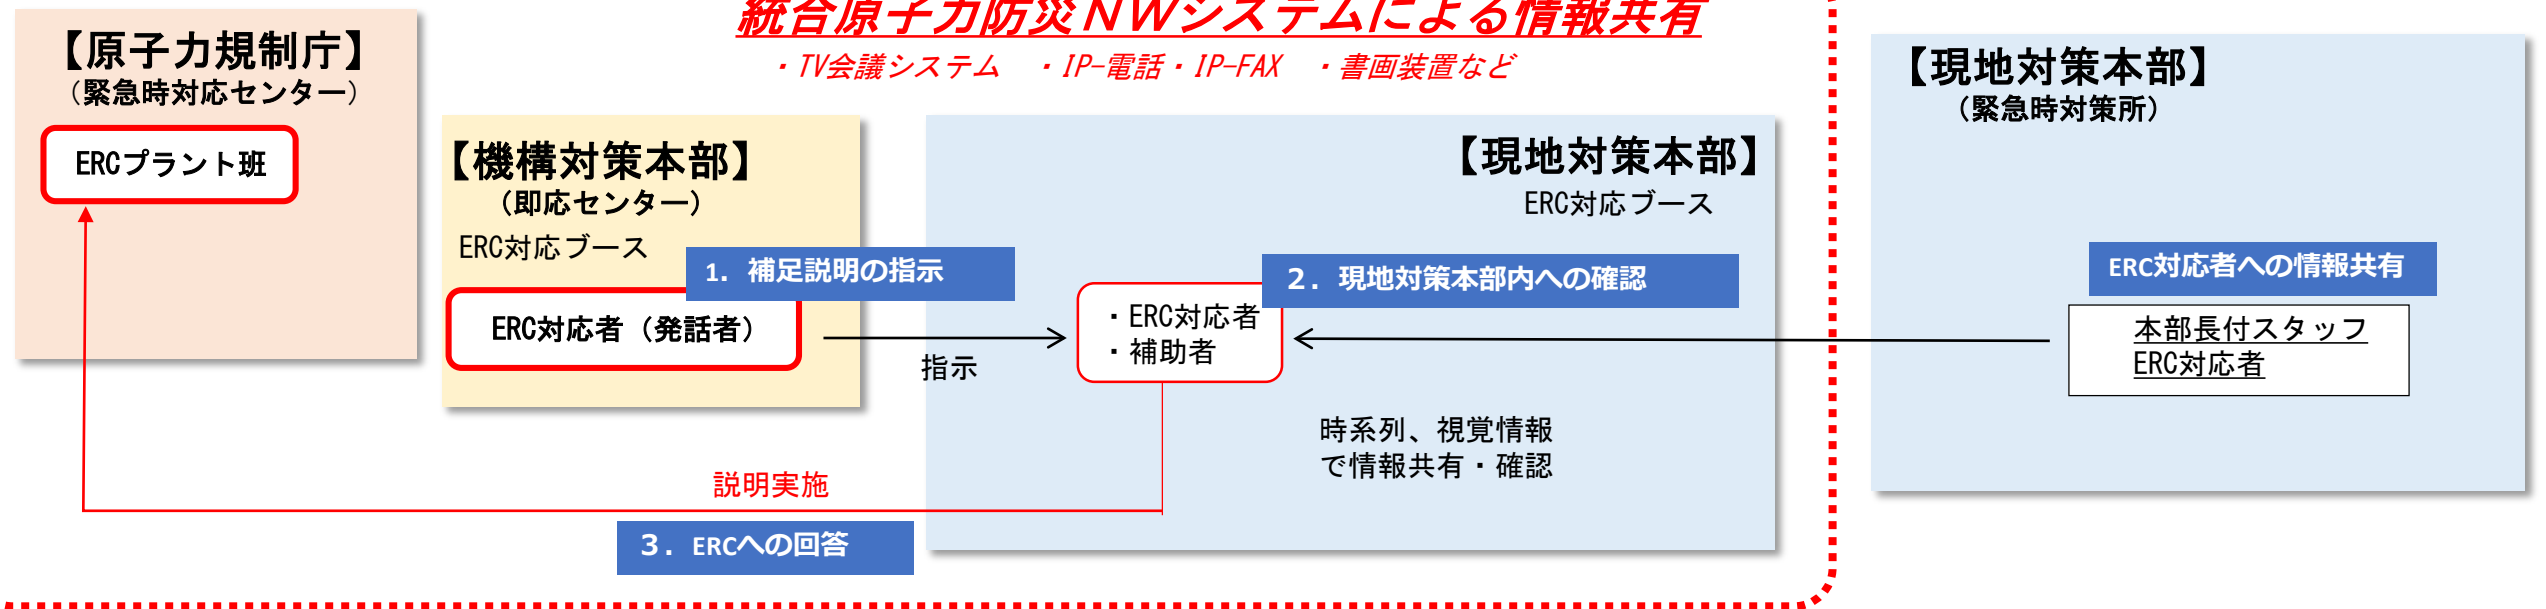 統合原子力防災NWシステムによる情報共有
・TV会議システム　・IP-電話・IP-FAX　・書画装置など
【原子力規制庁】
（緊急時対応センター）
ERCプラント班
【機構対策本部】
（即応センター）
ERC対応ブース
1. 補足説明の指示
ERC対応者（発話者）
指示
【現地対策本部】
ERC対応ブース
2. 現地対策本部内への確認
・ERC対応者
・補助者
時系列、視覚情報
で情報共有・確認
説明実施
3. ERCへの回答
【現地対策本部】
（緊急時対策所）
ERC対応者への情報共有
本部長付スタッフ
ERC対応者